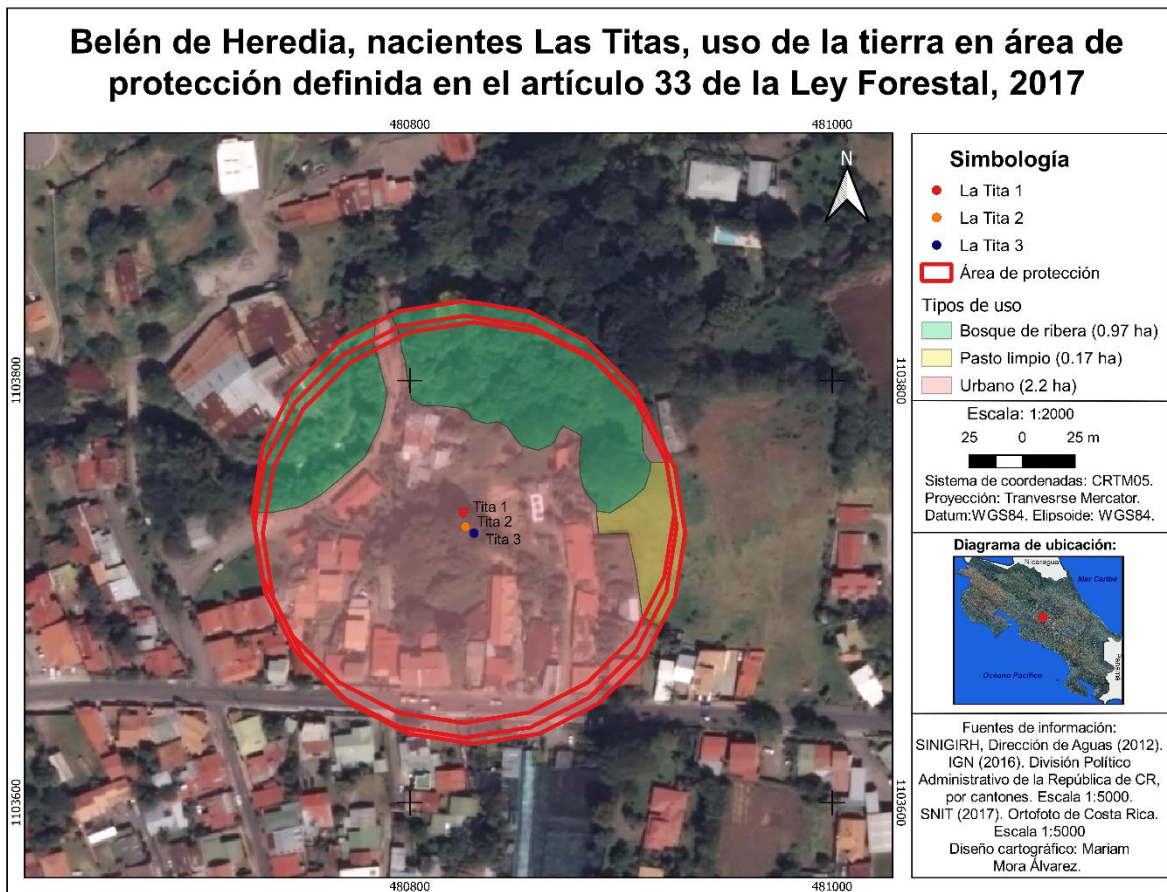 Belén de Heredia, nacientes Las Titas, uso de la tierra en área de
protección definida en el artículo 33 de la Ley Forestal, 2017
480800
481000
1103800
1103800
1103600
1103600
480800
481000
N
Tita 1
Tita 2
Tita 3
Simbología
La Tita 1
La Tita 2
La Tita 3
Área de protección
Tipos de uso
Bosque de ribera (0.97 ha)
Pasto limpio (0.17 ha)
Urbano (2.2 ha)
Escala: 1:2000
25 0 25 m
Sistema de coordenadas: CRTM05.
Proyección: Tranvesrse Mercator.
Datum:WGS84. Elipsoide: WGS84.
Diagrama de ubicación:
Nicaragua
Mar Caribe
Panamá
Océano Pacífico
Fuentes de información:
SINIGIRH, Dirección de Aguas (2012).
IGN (2016). División Político
Administrativo de la República de CR,
por cantones. Escala 1:5000.
SNIT (2017). Ortofoto de Costa Rica.
Escala 1:5000
Diseño cartográfico: Mariam
Mora Álvarez.